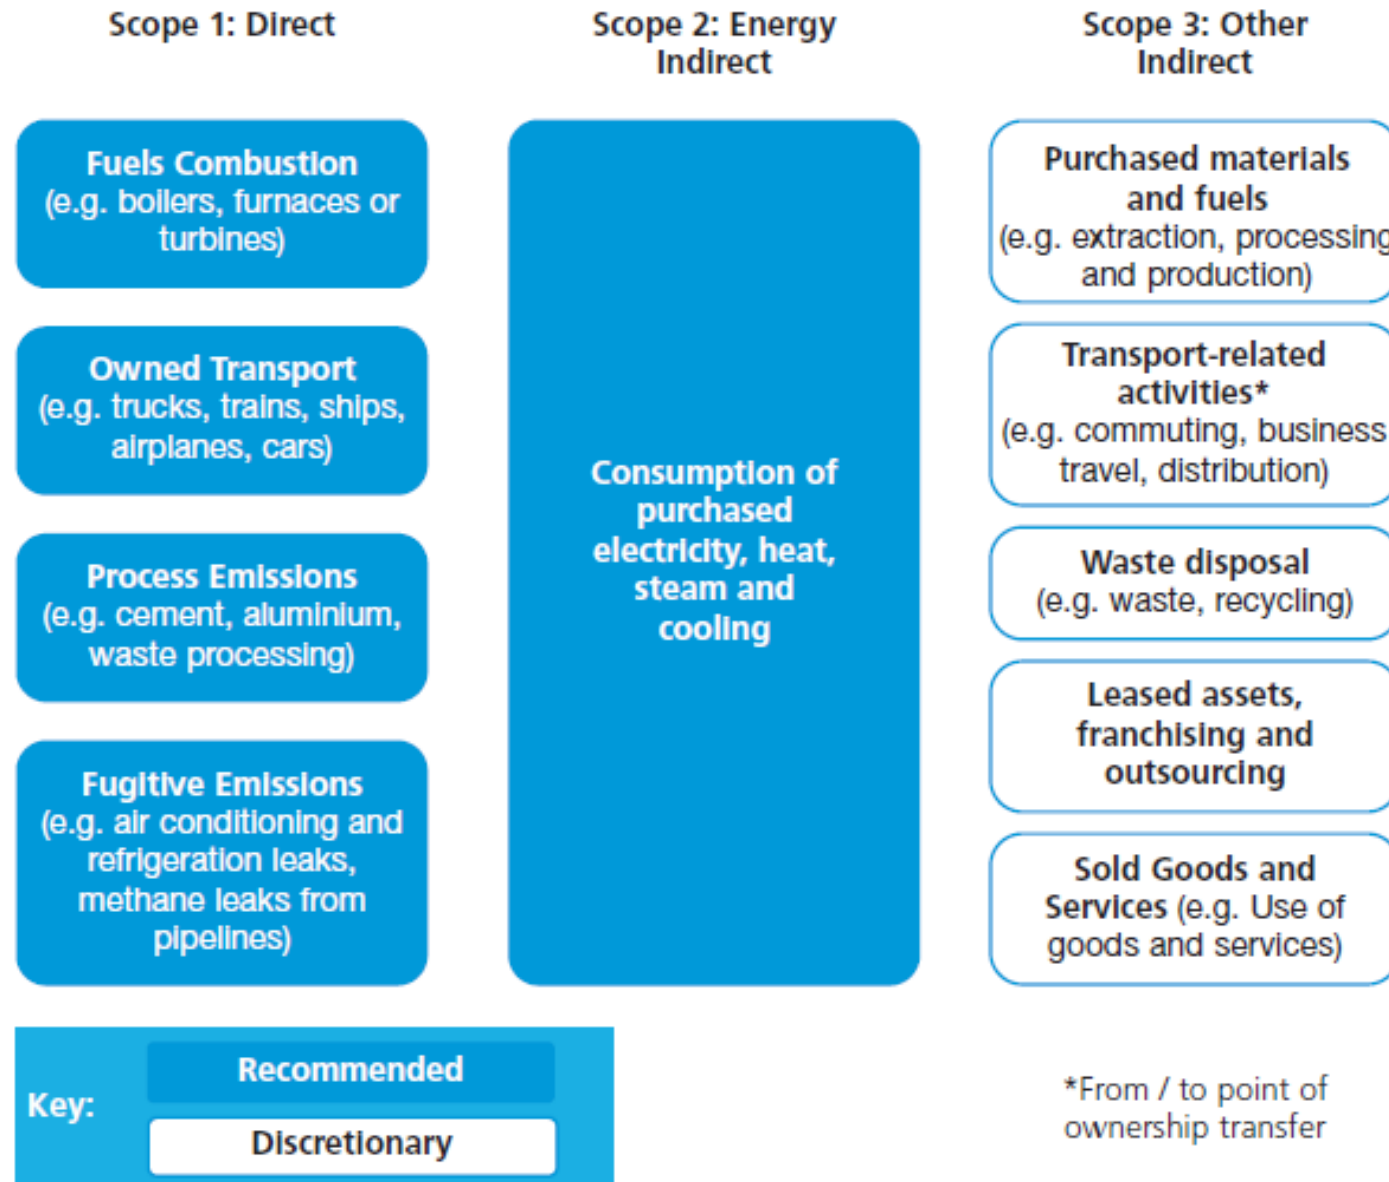 Scope 1: Direct
Scope 2: Energy
Indirect
Scope 3: Other
Indirect
Fuels Combustion
(e.g. boilers, furnaces or
turbines)
Owned Transport
(e.g. trucks, trains, ships,
airplanes, cars)
Process Emissions
(e.g. cement, aluminium,
waste processing)
Fugitive Emissions
(e.g. air conditioning and
refrigeration leaks,
methane leaks from
pipelines)
Consumption of
purchased
electricity, heat,
steam and
cooling
Purchased materials
and fuels
(e.g. extraction, processing
and production)
Transport-related
activities*
(e.g. commuting, business
travel, distribution)
Waste disposal
(e.g. waste, recycling)
Leased assets,
franchising and
outsourcing
Sold Goods and
Services (e.g. Use of
goods and services)
Key:
Recommended
Discretionary
*From / to point of
ownership transfer